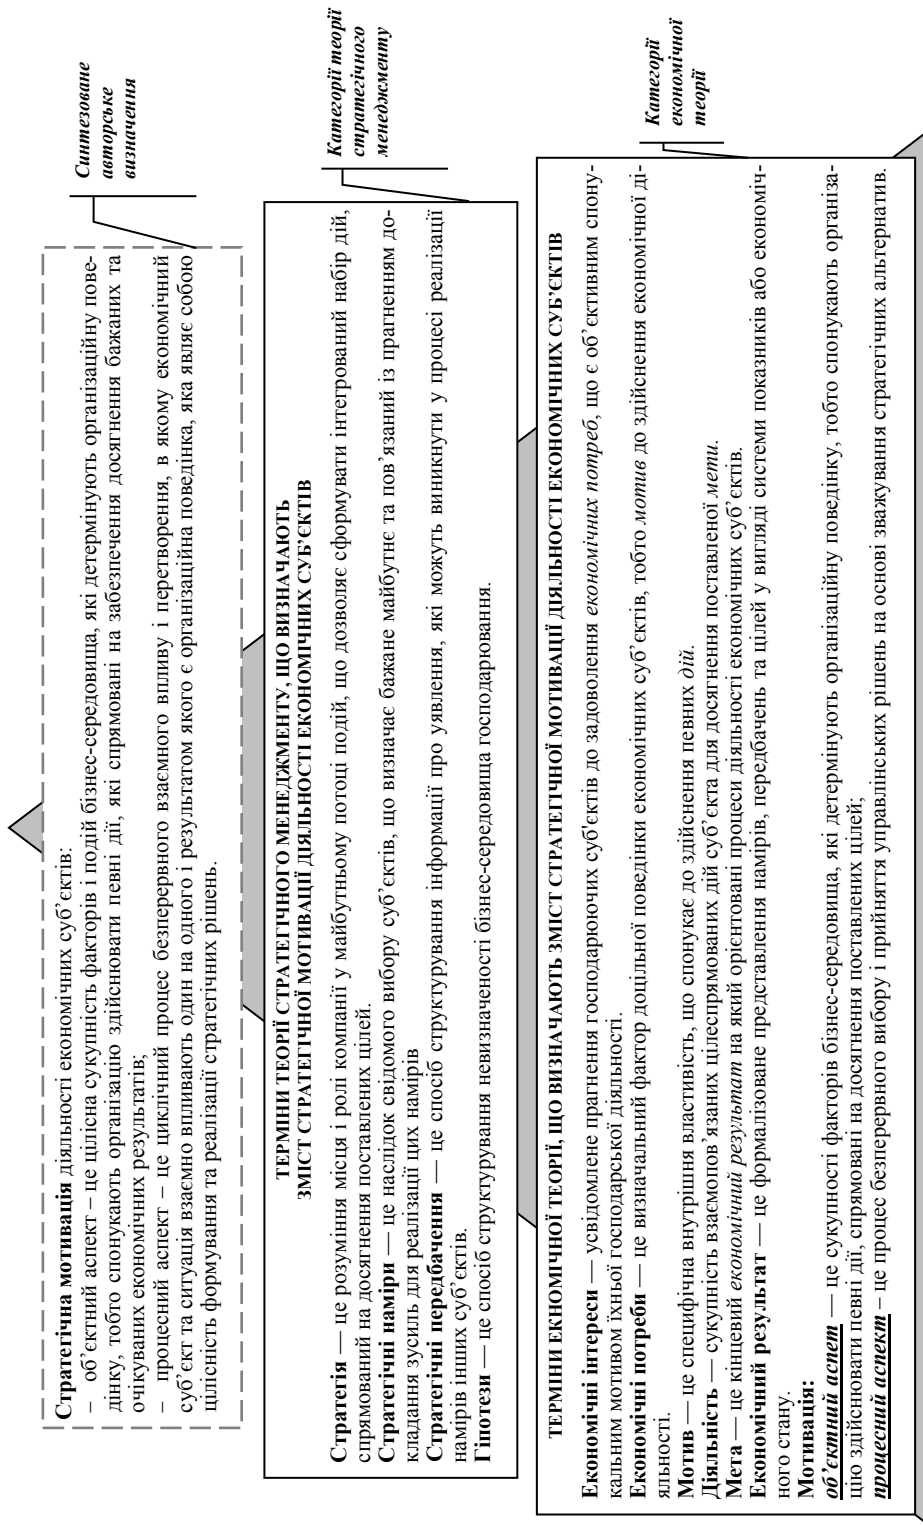 Синтезоване
авторське
визначення
Стратегічна мотивація діяльності економічних суб’єктів:
– об’єктний аспект – це цілісна сукупність факторів і подій бізнес-середовища, які детермінують організаційну пове-
дінку, тобто спонукають організацію здійснювати певні дії, які спрямовані на забезпечення досягнення бажаних та
очікуваних економічних результатів;
– процесний аспект – це циклічний процес безперервного взаємного впливу і перетворення, в якому економічний
суб’єкт та ситуація взаємно впливають один на одного і результатом якого є організаційна поведінка, яка являє собою
цілісність формування та реалізації стратегічних рішень.
Категорії теорії
стратегічного
менеджменту
ТЕРМІНИ ТЕОРІЇ СТРАТЕГІЧНОГО МЕНЕДЖМЕНТУ, ЩО ВИЗНАЧАЮТЬ
ЗМІСТ СТРАТЕГІЧНОЇ МОТИВАЦІЇ ДІЯЛЬНОСТІ ЕКОНОМІЧНИХ СУБ’ЄКТІВ
Стратегія — це розуміння місця і ролі компанії у майбутньому потоці подій, що дозволяє сформувати інтегрований набір дій,
спрямований на досягнення поставлених цілей.
Стратегічні наміри — це наслідок свідомого вибору суб’єктів, що визначає бажане майбутнє та пов’язаний із прагненням до-
кладання зусиль для реалізації цих намірів
Стратегічні передбачення — це спосіб структурування інформації про уявлення, які можуть виникнути у процесі реалізації
намірів інших суб’єктів.
Гіпотези — це спосіб структурування невизначеності бізнес-середовища господарювання.
Категорії
економічної
теорії
ТЕРМІНИ ЕКНОМІЧНОЇ ТЕОРІЇ, ЩО ВИЗНАЧАЮТЬ ЗМІСТ СТРАТЕГІЧНОЇ МОТИВАЦІЇ ДІЯЛЬНОСТІ ЕКОНОМІЧНИХ СУБ’ЄКТІВ
Економічні інтереси — усвідомлене прагнення господарюючих суб’єктів до задоволення економічних потреб, що є об’єктивним спону-
кальним мотивом їхньої господарської діяльності.
Економічні потреби — це визначальний фактор доцільної поведінки економічних суб’єктів, тобто мотив до здійснення економічної ді-
яльності.
Мотив — це специфічна внутрішня властивість, що спонукає до здійснення певних дій.
Діяльність — сукупність взаємопов’язаних цілеспрямованих дій суб’єкта для досягнення поставленої мети.
Мета — це кінцевий економічний результат на який орієнтовані процеси діяльності економічних суб’єктів.
Економічний результат — це формалізоване представлення намірів, передбачень та цілей у вигляді системи показників або економіч-
ного стану.
Мотивація:
об’єктний аспет — це сукупності факторів бізнес-середовища, які детермінують організаційну поведінку, тобто спонукають організа-
цію здійснювати певні дії, спрямовані на досягнення поставлених цілей;
процесний аспект – це процес безперервного вибору і прийняття управлінських рішень на основі зважування стратегічних альтернатив.